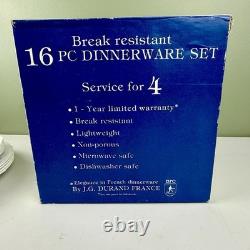 Break resistant
16 PC DINNERWARE SET
Service for 4
• 1 - Year limited warranty*
• Break resistant
• Lightweight
• Non-porous
• Microwave safe
• Dishwasher safe
• Elegance in French dinnerware
By J.G. DURAND FRANCE